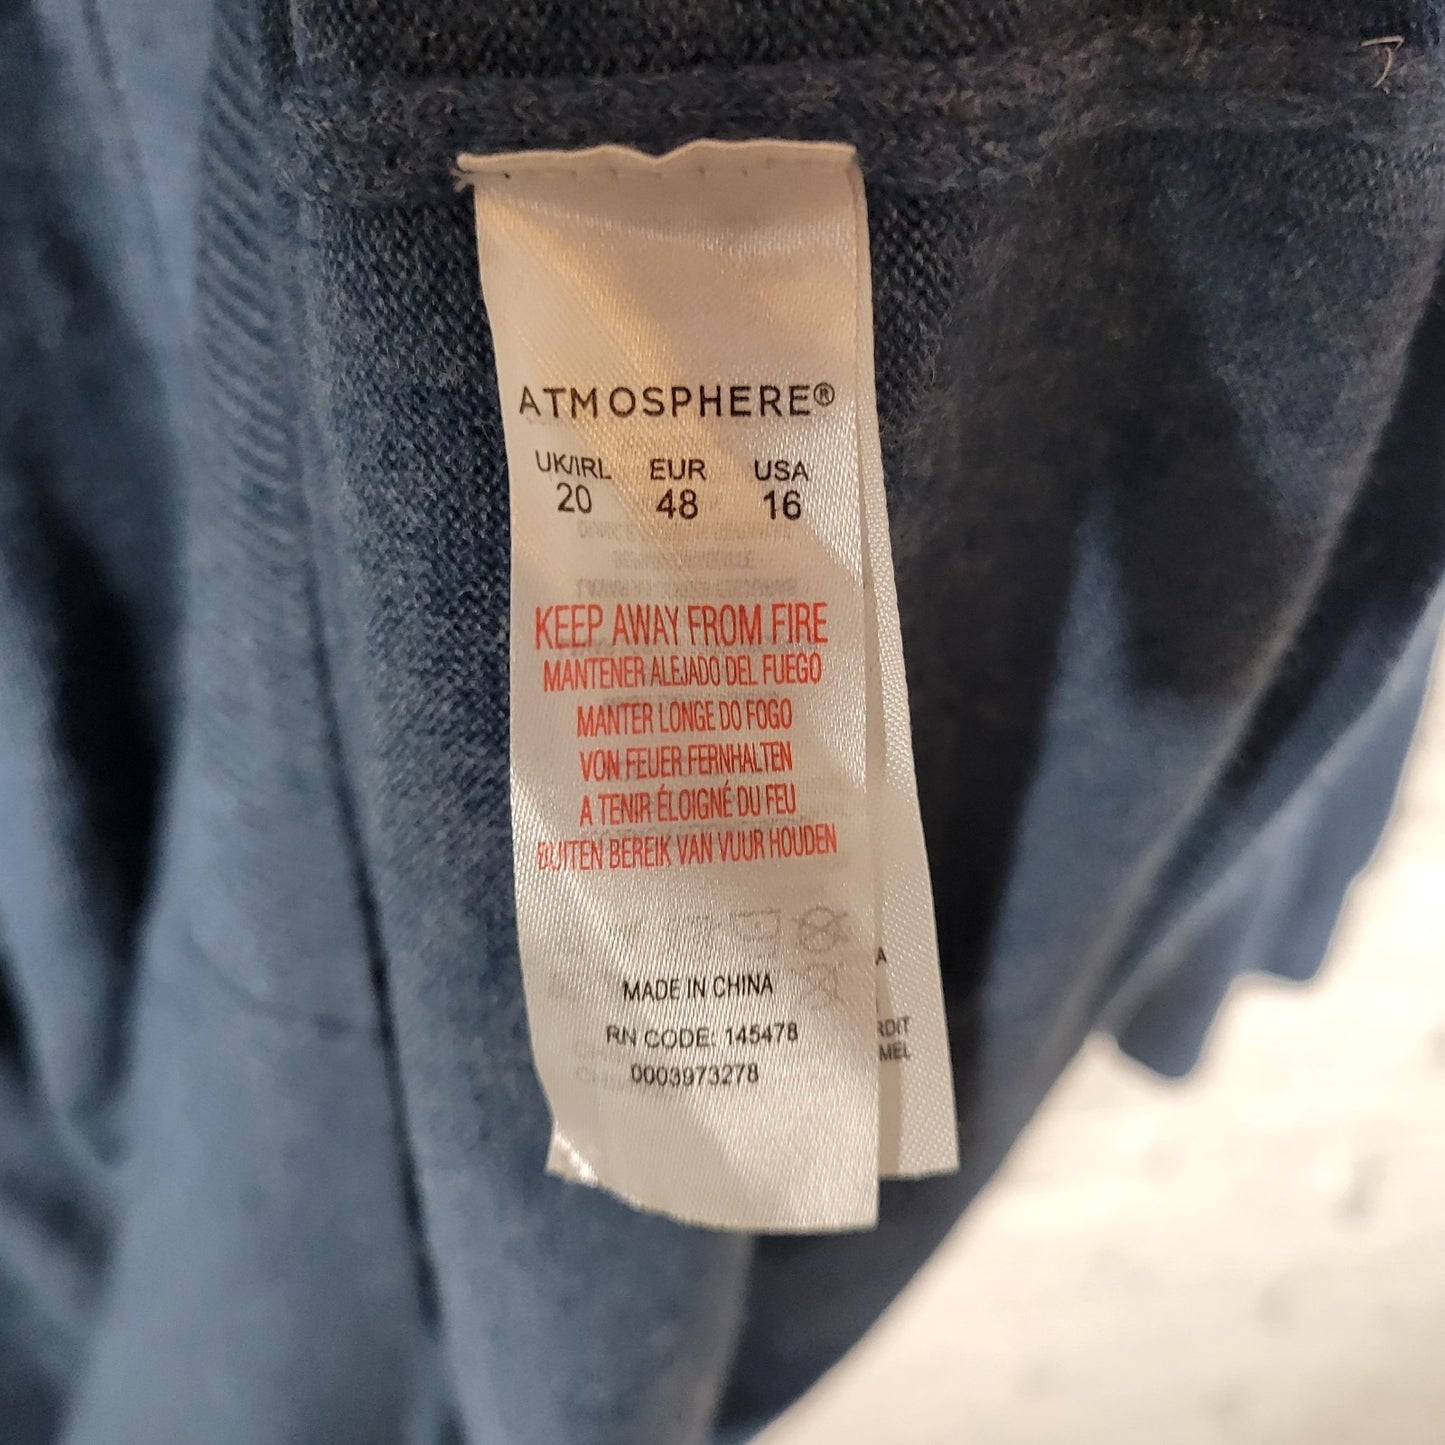 ATMOSPHERE®
UK/IRL EUR USA
20 48 16
KEEP AWAY FROM FIRE
MANTENER ALEJADO DEL FUEGO
MANTER LONGE DO FOGO
VON FEUER FERNHALTEN
A TENIR ÉLOIGNÉ DU FEU
BUITEN BEREIK VAN VUUR HOUDEN
MADE IN CHINA
RN CODE: 145478
0003973278